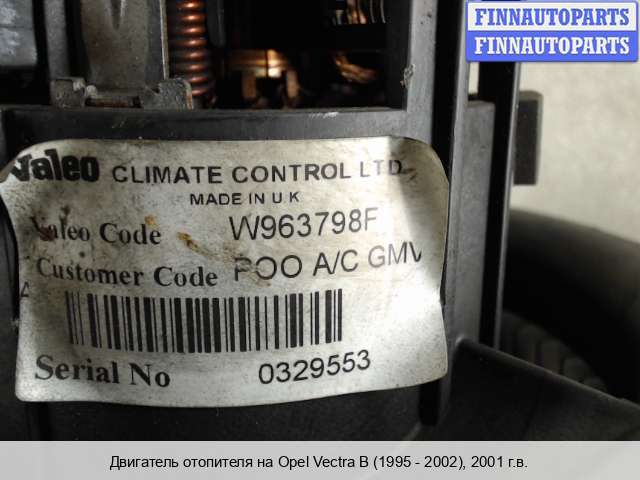 FINNAUTOPARTS
FINNAUTOPARTS
Valeo CLIMATE CONTROL LTD
MADE IN U K
Valeo Code W963798F
Customer Code POO A/C GMV
Serial No 0329553
Двигатель отопителя на Opel Vectra B (1995 - 2002), 2001 г.в.